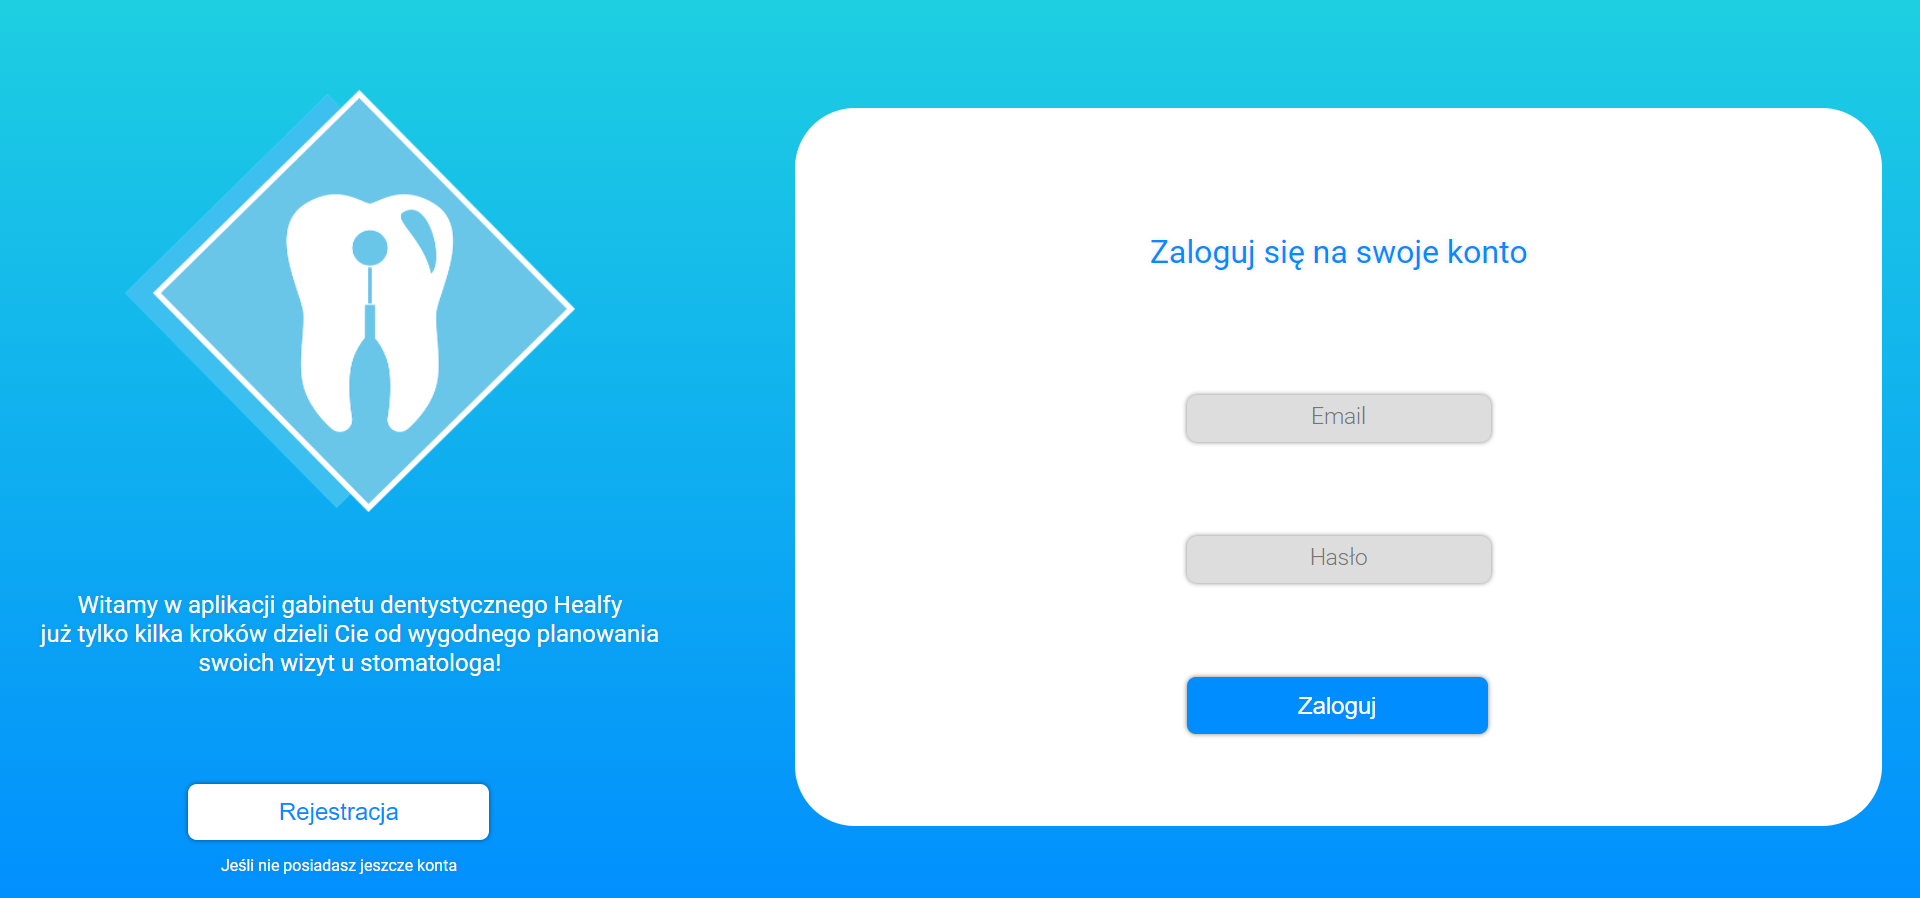 Witamy w aplikacji gabinetu dentystycznego Healfy
już tylko kilka kroków dzieli Cie od wygodnego planowania
swoich wizyt u stomatologa!
Rejestracja
Jeśli nie posiadasz jeszcze konta
Zaloguj się na swoje konto
Email
Hasło
Zaloguj